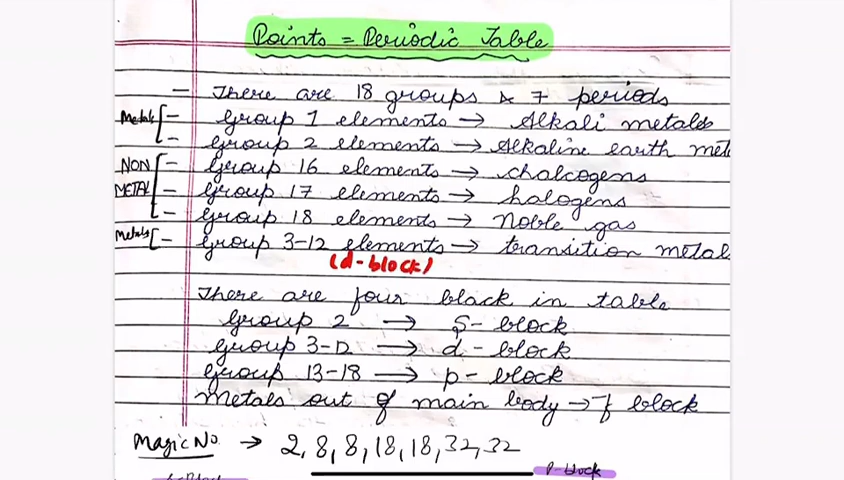 Points = Periodic Table
- There are 18 groups & 7 periods
Metals - Group 1 elements → Alkali metals
- Group 2 elements → Alkaline earth met
NON - Group 16 elements → chalcogens
METAL - Group 17 elements → halogens
- Group 18 elements → Noble gas
Metals - Group 3-12 elements → transition metal
(d-block)
There are four black in table
Group 2 → S-block
Group 3-12 → d-block
Group 13-18 → p-block
Metals out of main body → f block
Magic No. → 2, 8, 8, 18, 18, 32, 32
P-block